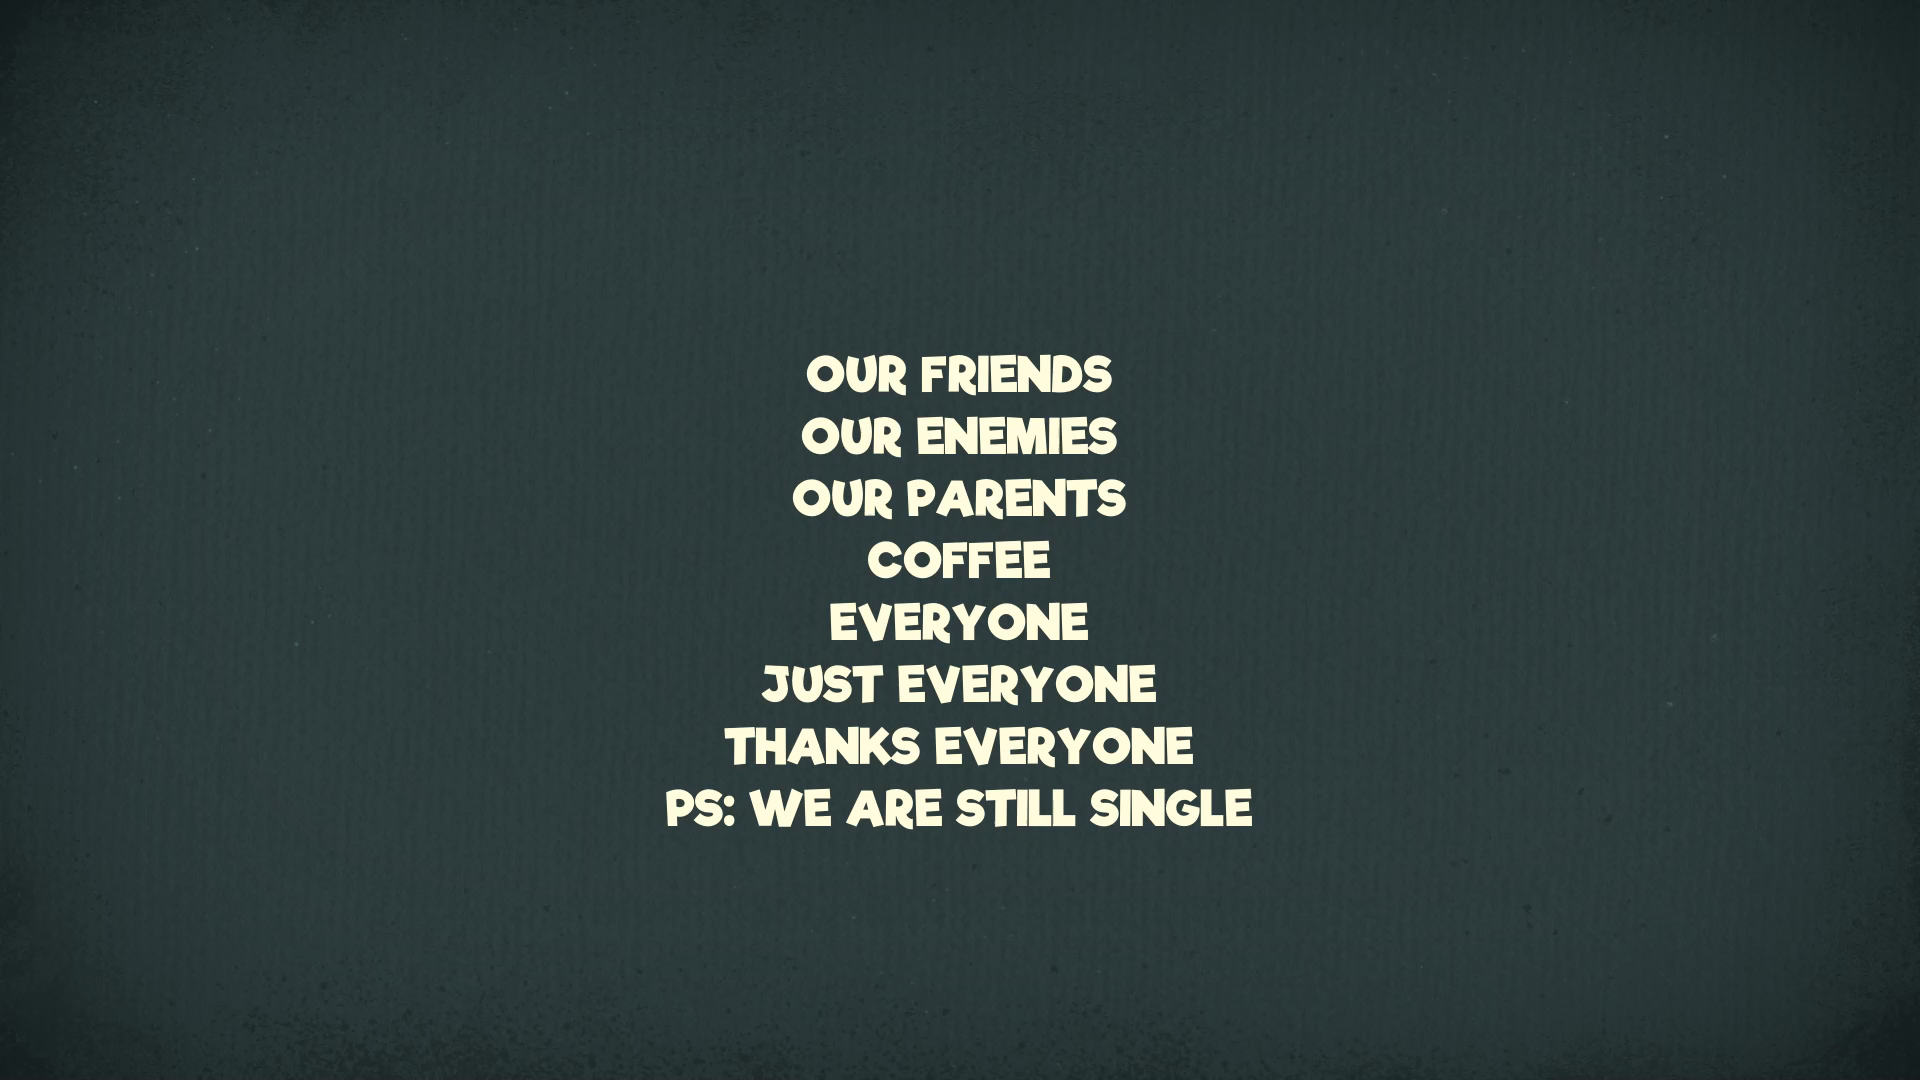 OUR FRIENDS
OUR ENEMIES
OUR PARENTS
COFFEE
EVERYONE
JUST EVERYONE
THANKS EVERYONE
PS: WE ARE STILL SINGLE